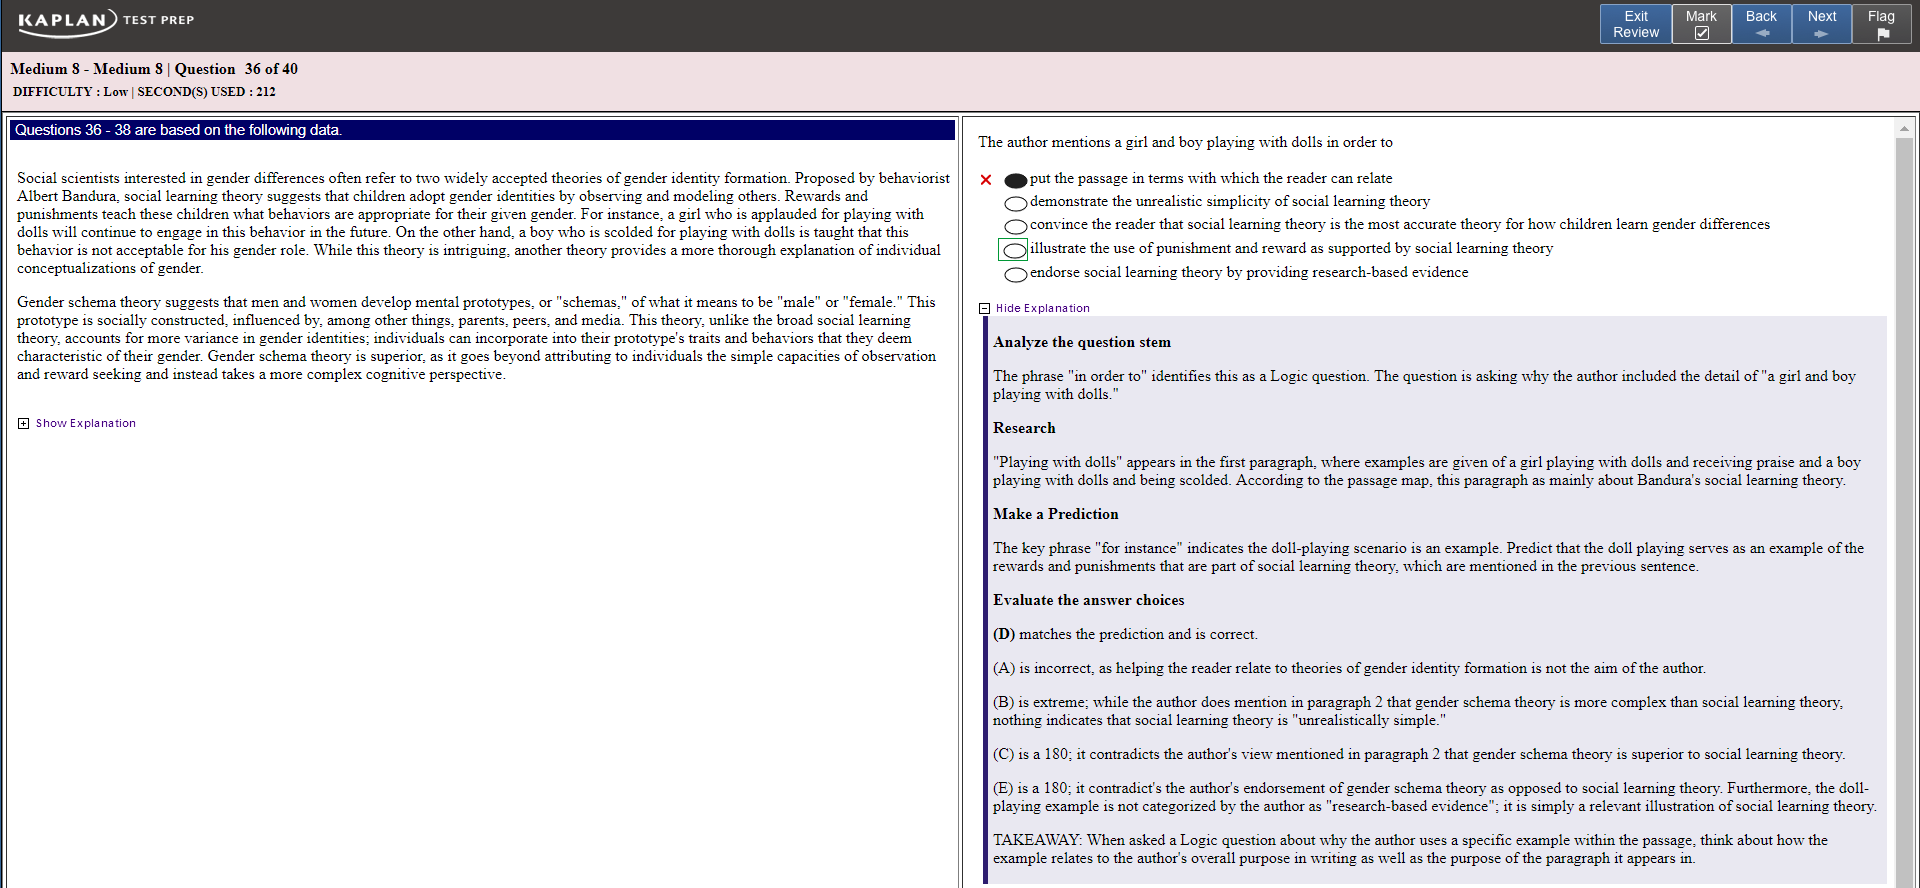 KAPLAN TEST PREP
Exit Review
Mark
Back
Next
Flag
Medium 8 - Medium 8 | Question 36 of 40
DIFFICULTY : Low | SECOND(S) USED : 212
Questions 36 - 38 are based on the following data.
Social scientists interested in gender differences often refer to two widely accepted theories of gender identity formation. Proposed by behaviorist
Albert Bandura, social learning theory suggests that children adopt gender identities by observing and modeling others. Rewards and
punishments teach these children what behaviors are appropriate for their given gender. For instance, a girl who is applauded for playing with
dolls will continue to engage in this behavior in the future. On the other hand, a boy who is scolded for playing with dolls is taught that this
behavior is not acceptable for his gender role. While this theory is intriguing, another theory provides a more thorough explanation of individual
conceptualizations of gender.
Gender schema theory suggests that men and women develop mental prototypes, or "schemas," of what it means to be "male" or "female." This
prototype is socially constructed, influenced by, among other things, parents, peers, and media. This theory, unlike the broad social learning
theory, accounts for more variance in gender identities; individuals can incorporate into their prototype's traits and behaviors that they deem
characteristic of their gender. Gender schema theory is superior, as it goes beyond attributing to individuals the simple capacities of observation
and reward seeking and instead takes a more complex cognitive perspective.
Show Explanation
The author mentions a girl and boy playing with dolls in order to
put the passage in terms with which the reader can relate
demonstrate the unrealistic simplicity of social learning theory
convince the reader that social learning theory is the most accurate theory for how children learn gender differences
illustrate the use of punishment and reward as supported by social learning theory
endorse social learning theory by providing research-based evidence
Hide Explanation
Analyze the question stem
The phrase "in order to" identifies this as a Logic question. The question is asking why the author included the detail of "a girl and boy
playing with dolls."
Research
"Playing with dolls" appears in the first paragraph, where examples are given of a girl playing with dolls and receiving praise and a boy
playing with dolls and being scolded. According to the passage map, this paragraph as mainly about Bandura's social learning theory.
Make a Prediction
The key phrase "for instance" indicates the doll-playing scenario is an example. Predict that the doll playing serves as an example of the
rewards and punishments that are part of social learning theory, which are mentioned in the previous sentence.
Evaluate the answer choices
(D) matches the prediction and is correct.
(A) is incorrect, as helping the reader relate to theories of gender identity formation is not the aim of the author.
(B) is extreme; while the author does mention in paragraph 2 that gender schema theory is more complex than social learning theory,
nothing indicates that social learning theory is "unrealistically simple."
(C) is a 180; it contradicts the author's view mentioned in paragraph 2 that gender schema theory is superior to social learning theory.
(E) is a 180; it contradict's the author's endorsement of gender schema theory as opposed to social learning theory. Furthermore, the doll-
playing example is not categorized by the author as "research-based evidence"; it is simply a relevant illustration of social learning theory.
TAKEAWAY: When asked a Logic question about why the author uses a specific example within the passage, think about how the
example relates to the author's overall purpose in writing as well as the purpose of the paragraph it appears in.